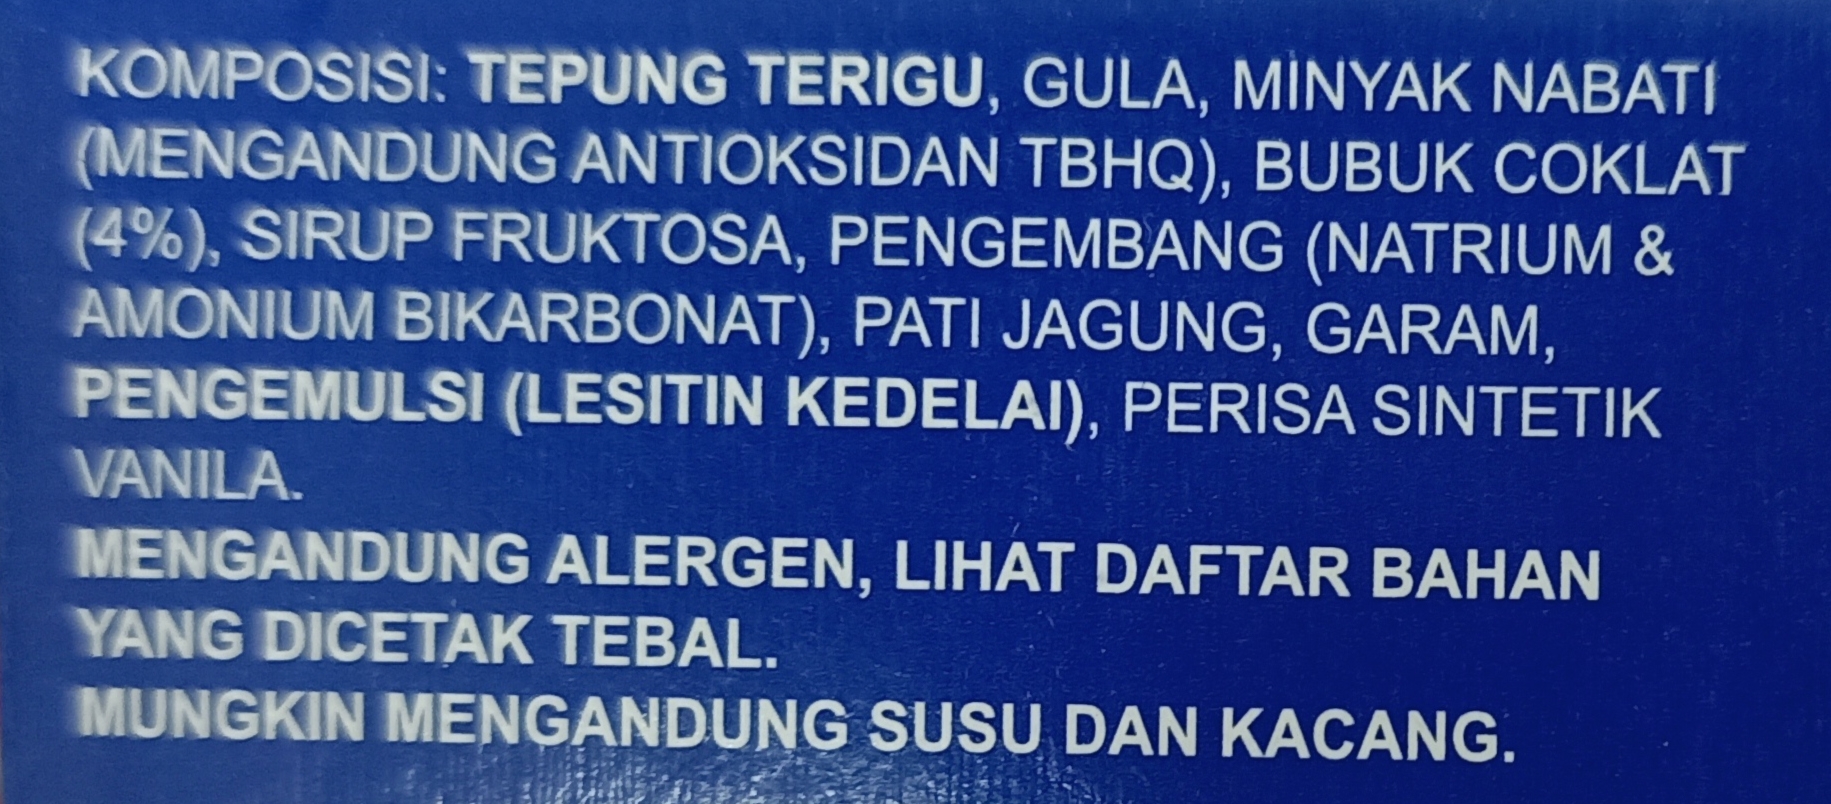 KOMPOSISI: TEPUNG TERIGU, GULA, MINYAK NABATI
(MENGANDUNG ANTIOKSIDAN TBHQ), BUBUK COKLAT
(4%), SIRUP FRUKTOSA, PENGEMBANG (NATRIUM &
AMONIUM BIKARBONAT), PATI JAGUNG, GARAM,
PENGEMULSI (LESITIN KEDELAI), PERISA SINTETIK
VANILA.
MENGANDUNG ALERGEN, LIHAT DAFTAR BAHAN
YANG DICETAK TEBAL.
MUNGKIN MENGANDUNG SUSU DAN KACANG.